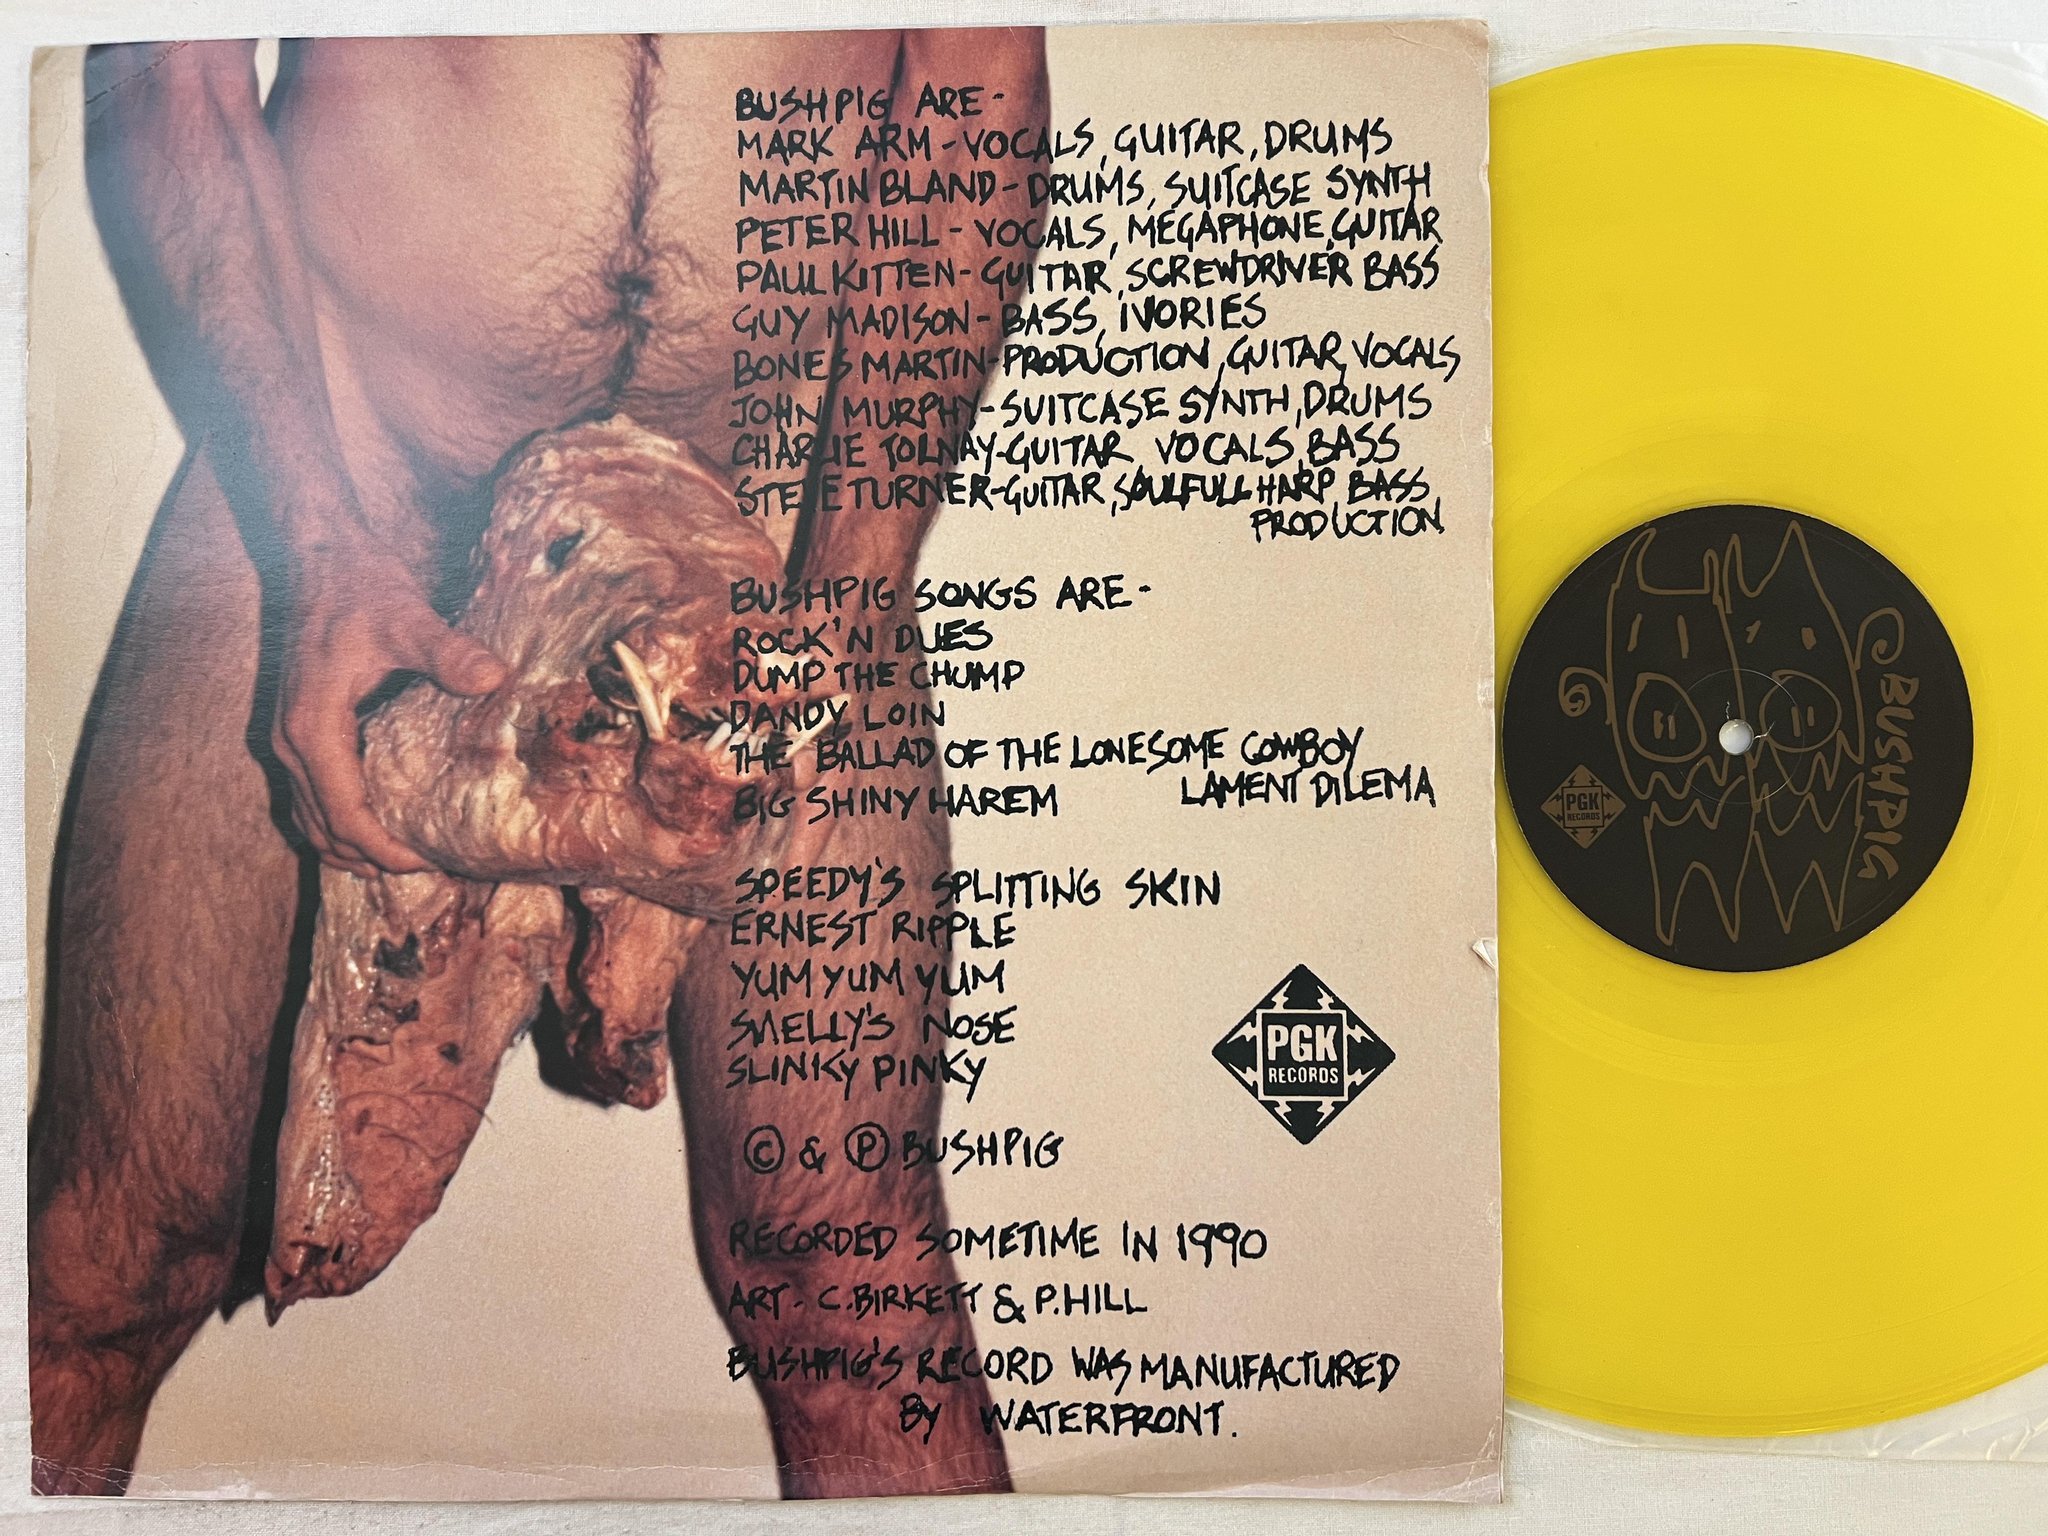 BUSHPIG ARE-
MARK ARM-VOCALS, GUITAR, DRUMS
MARTIN BLAND-DRUMS, SUITCASE SYNTH
PETER HILL-VOCALS, MEGAPHONE, GUITAR
PAUL KITTEN-GUITAR, SCREWDRIVER BASS
GUY MADISON-BASS, IVORIES
BONES MARTIN-PRODUCTION, GUITAR, VOCALS
JOHN MURPHY-SUITCASE SYNTH, DRUMS
CHARLIE TOLNAY-GUITAR VOCALS, BASS
STEVE TURNER-GUITAR, SOULFULL HARP BASS
PRODUCTION.
BUSHPIG SONGS ARE-
ROCK'N DUES
DUMP THE CHUMP
DANDY LOIN
THE BALLAD OF THE LONESOME COWBOY
LAMENT DILEMA
BIG SHINY HAREM
SPEEDY'S SPLITTING SKIN
ERNEST RIPPLE
YUM YUM YUM
SMELLY'S NOSE
SLINKY PINKY
© & ℗ BUSHPIG
PGK
RECORDS
RECORDED SOMETIME IN 1990
ART- C.BIRKETT & P.HILL
BUSHPIG'S RECORD WAS MANUFACTURED
BY WATERFRONT.
BUSHPIG
PGK
RECORDS